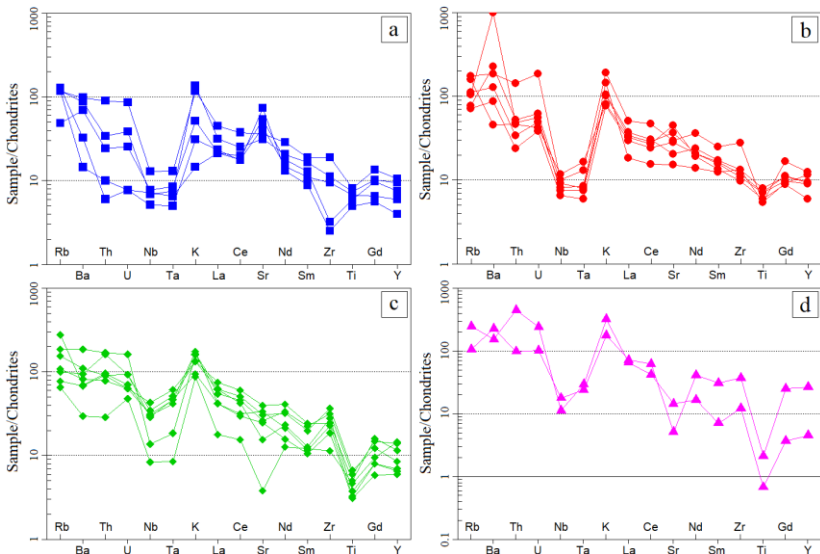 a
Sample/Chondrites
1000
100
10
1
Rb Th Nb K Ce Nd Zr Gd
Ba U Ta La Sr Sm Ti Y
b
Sample/Chondrites
1000
100
10
1
Rb Th Nb K Ce Nd Zr Gd
Ba U Ta La Sr Sm Ti Y
c
Sample/Chondrites
1000
100
10
1
Rb Th Nb K Ce Nd Zr Gd
Ba U Ta La Sr Sm Ti Y
d
Sample/Chondrites
1000
100
10
1
0.1
Rb Th Nb K Ce Nd Zr Gd
Ba U Ta La Sr Sm Ti Y